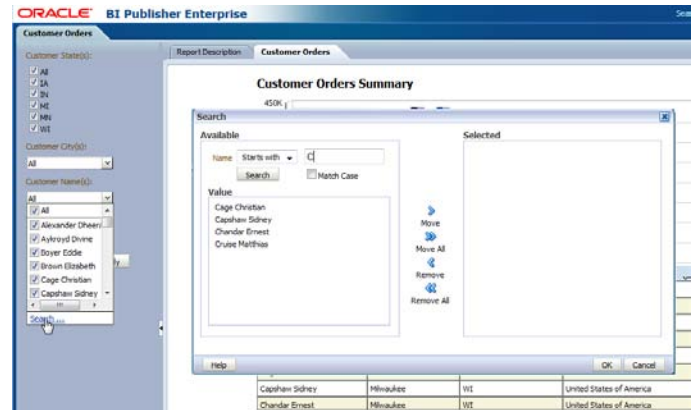 ORACLE BI Publisher Enterprise
Sear
Customer Orders
Customer State(s):
All
IA
IN
MI
MN
WI
Customer City(s):
All
Customer Name(s):
All
All
Alexander Dheera
Aykroyd Divine
Boyer Eddie
Brown Elizabeth
Cage Christian
Capshaw Sidney
Search ...
Report Description
Customer Orders
Customer Orders Summary
450K
Search
Available
Selected
Name Starts with C
Search
Match Case
Value
Cage Christian
Capshaw Sidney
Chandar Ernest
Cruise Matthias
Move
Move All
Remove
Remove All
Help
OK
Cancel
Capshaw Sidney Milwaukee WI United States of America
Chandar Ernest Milwaukee WI United States of America